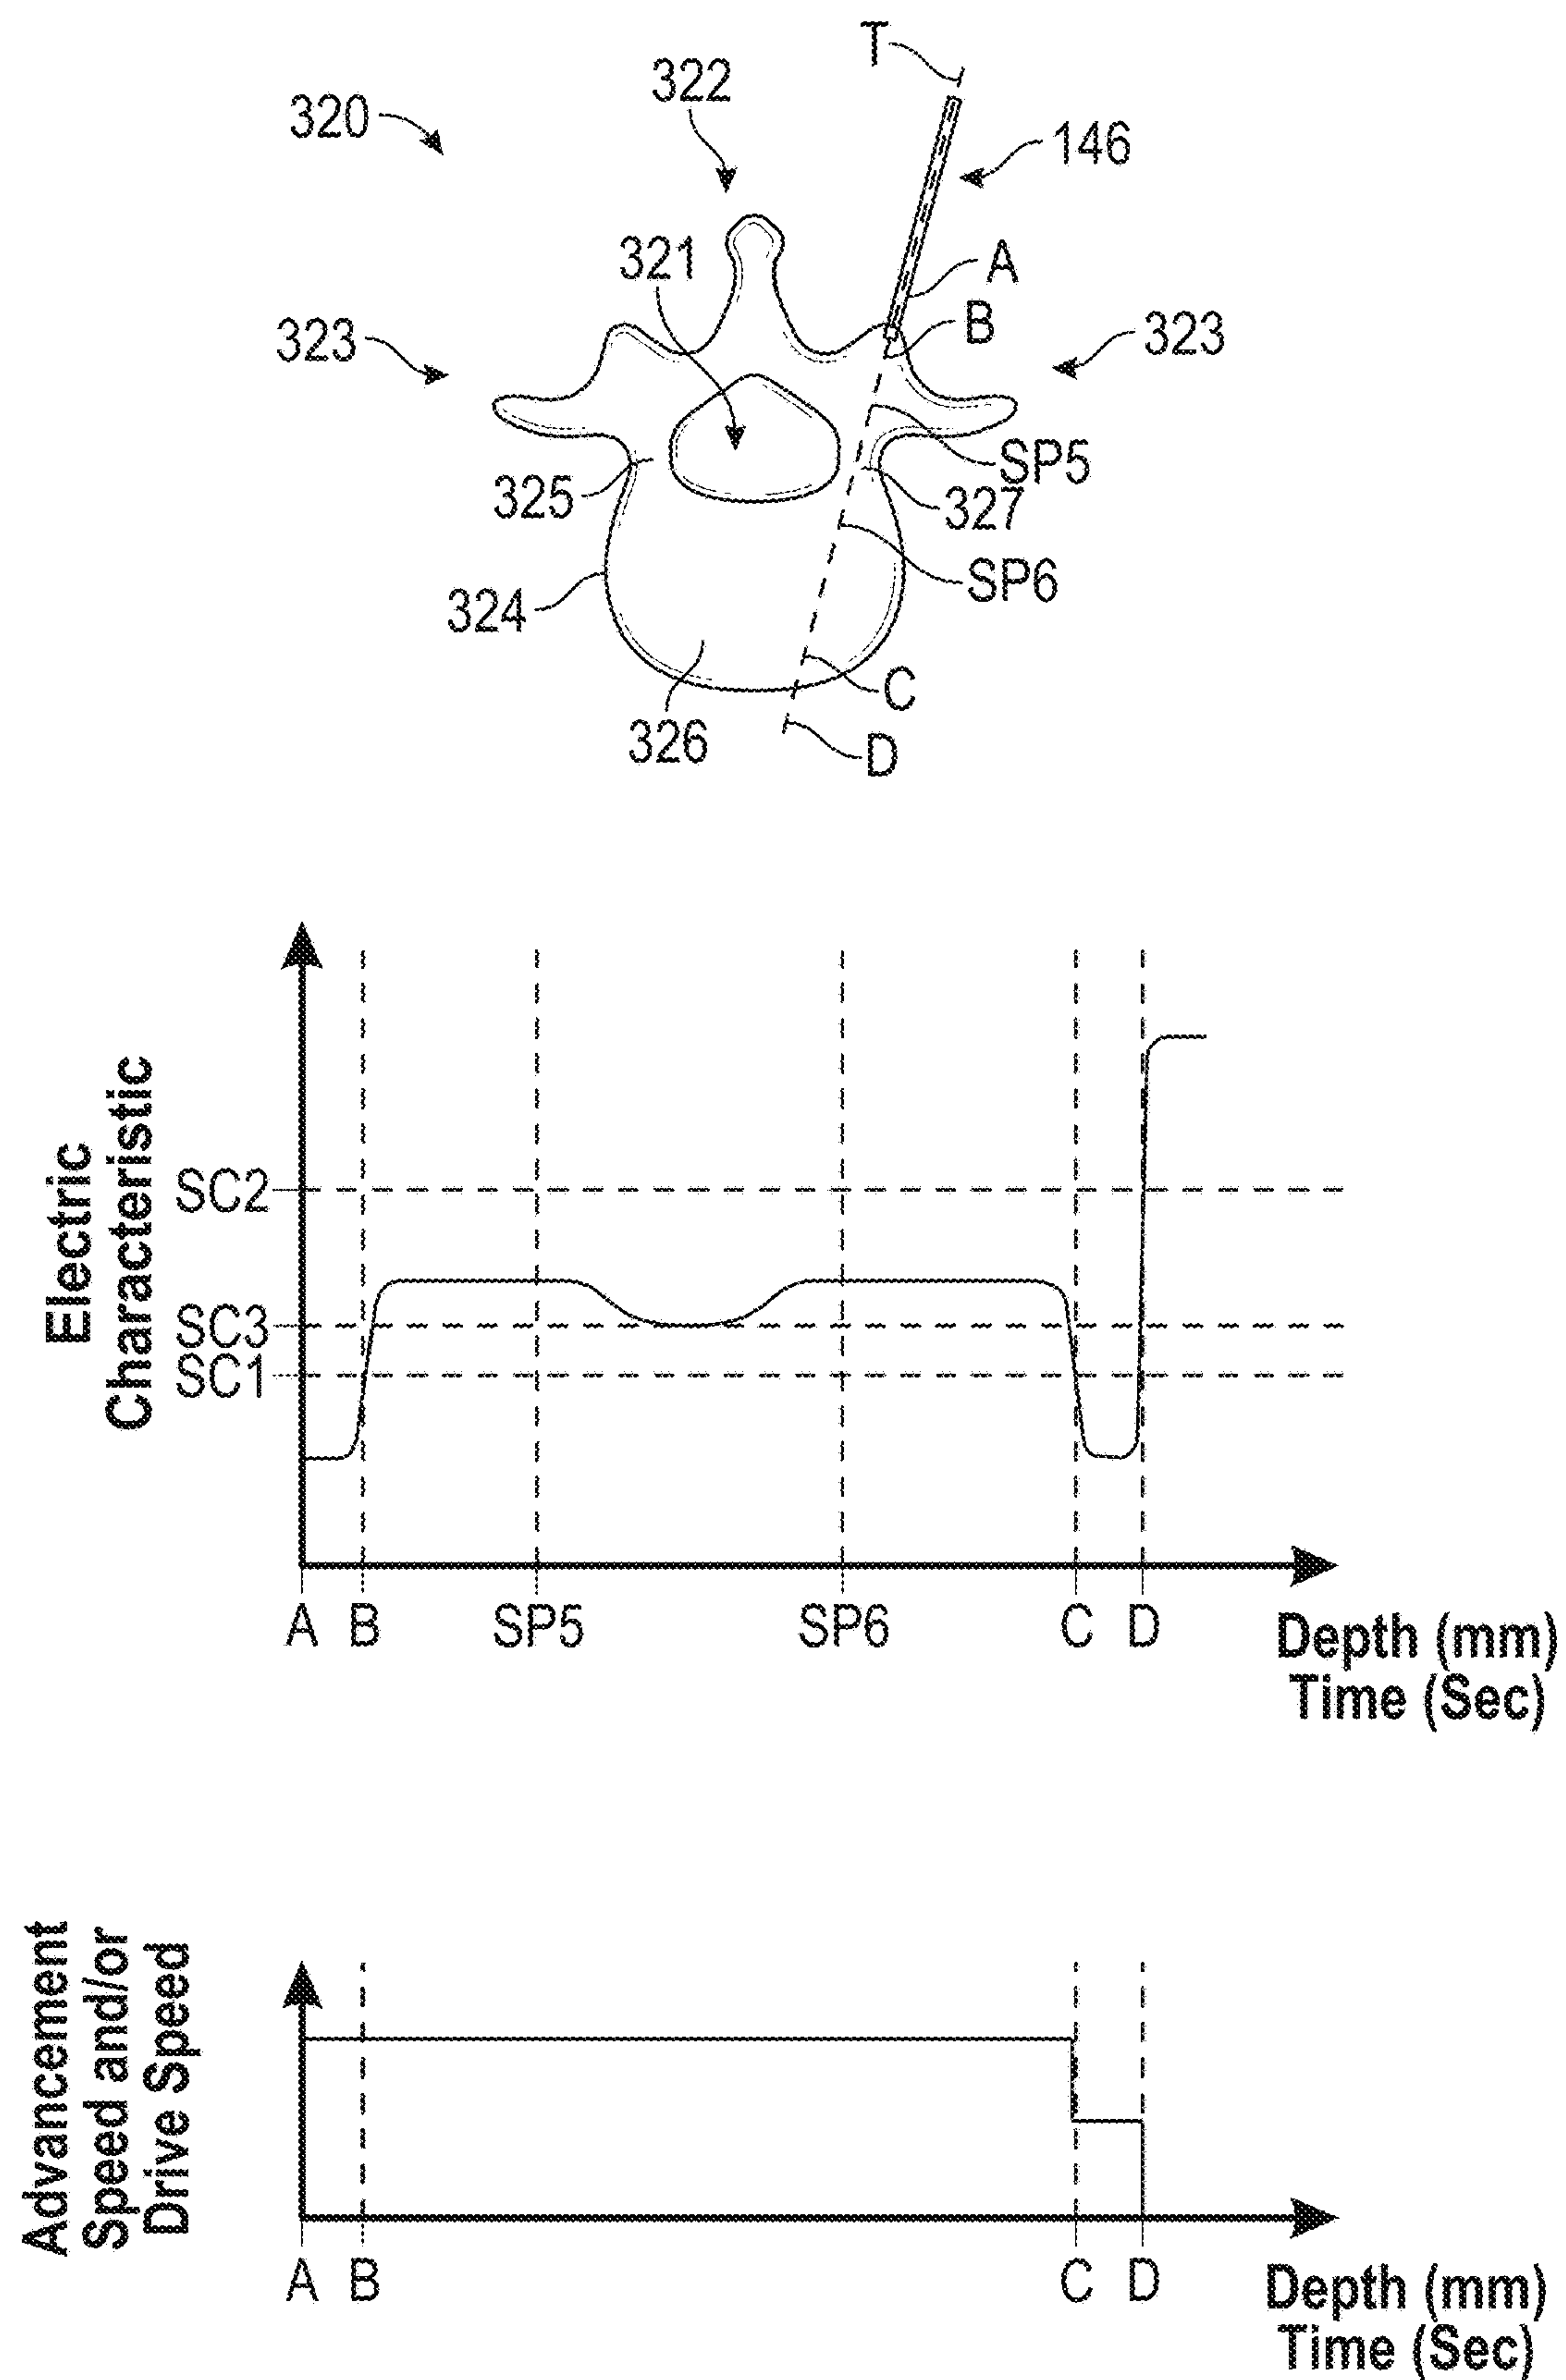 T
322
320
146
321
A
B
323
323
SP5
325
327
SP6
324
C
326
D
Electric
Characteristic
SC2
SC3
SC1
A B SP5 SP6 C D
Depth (mm)
Time (Sec)
Advancement
Speed and/or
Drive Speed
A B C D
Depth (mm)
Time (Sec)